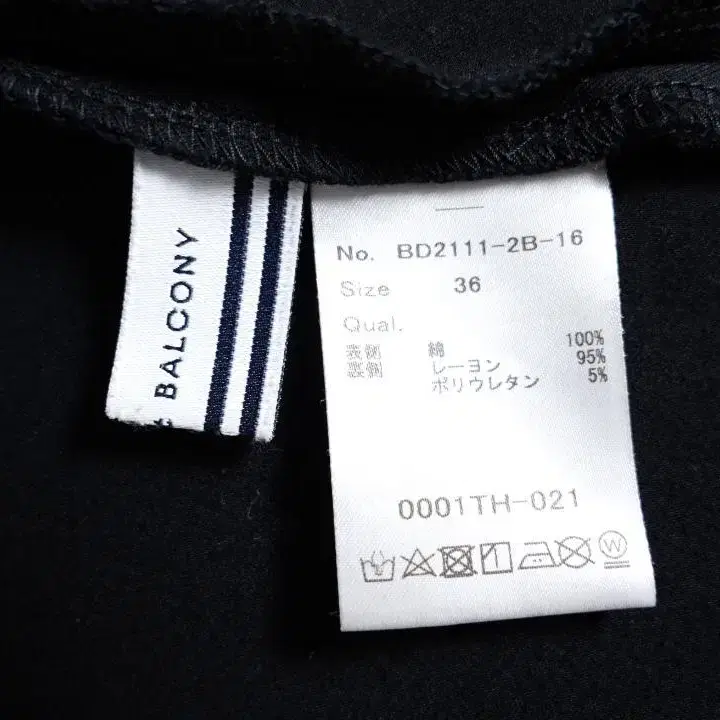 & BALCONY
No. BD2111-2B-16
Size 36
Qual.
表側 綿 100%
裏側 レーヨン 95%
ポリウレタン 5%
0001TH-021
W